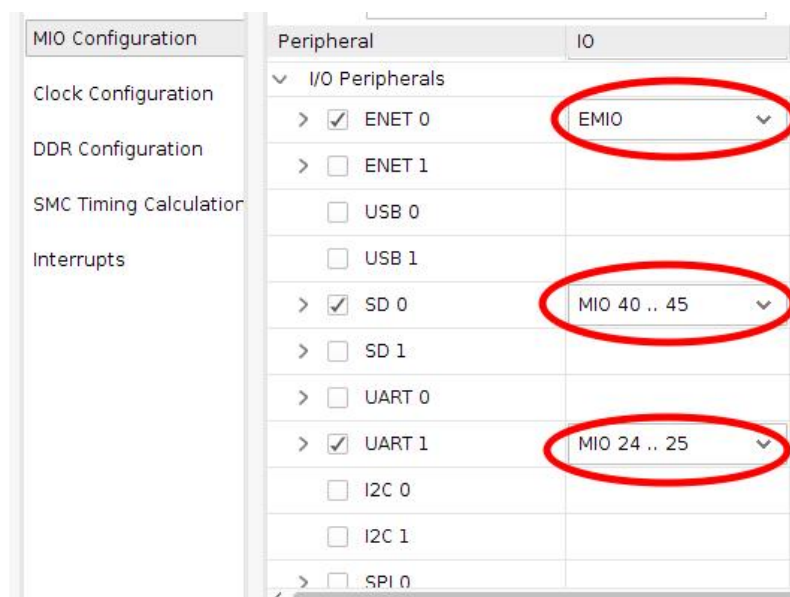 MIO Configuration
Clock Configuration
DDR Configuration
SMC Timing Calculation
Interrupts
Peripheral IO
I/O Peripherals
ENET 0 EMIO
ENET 1
USB 0
USB 1
SD 0 MIO 40 .. 45
SD 1
UART 0
UART 1 MIO 24 .. 25
I2C 0
I2C 1
SPI 0